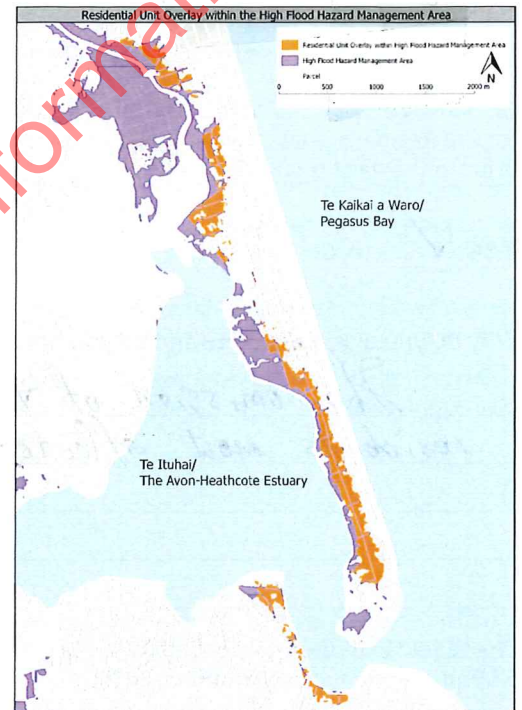 Residential Unit Overlay within the High Flood Hazard Management Area
Residential Unit Overlay within High Flood Hazard Management Area
High Flood Hazard Management Area
Parcel
N
0 500 1000 2000 m
Te Kaikai a Waro/
Pegasus Bay
Te Ituhai/
The Avon-Heathcote Estuary